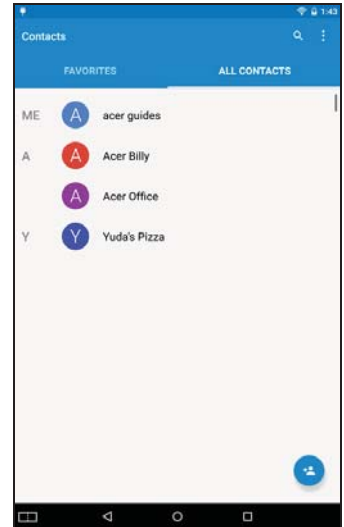 1:43
Contacts
FAVORITES ALL CONTACTS
ME A acer guides
A A Acer Billy
A Acer Office
Y Y Yuda's Pizza